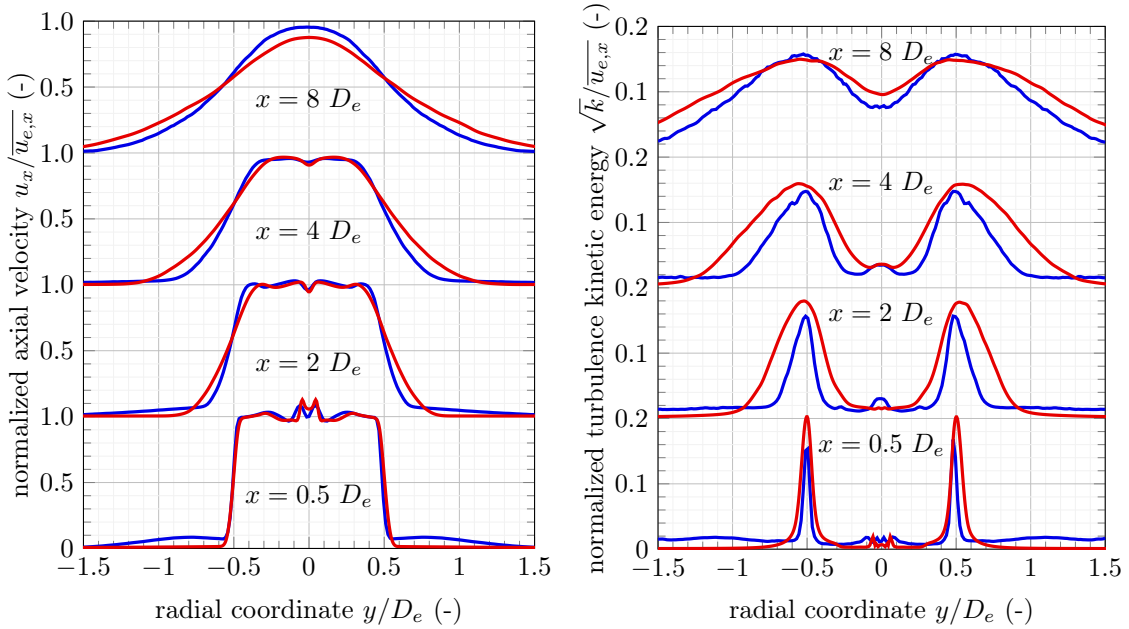 normalized axial velocity u_x/\overline{u_{e,x}} (-)
1.0
0.5
1.0
0.5
1.0
0.5
1.0
0.5
0
x = 8 D_e
x = 4 D_e
x = 2 D_e
x = 0.5 D_e
−1.5 −1 −0.5 0 0.5 1 1.5
radial coordinate y/D_e (-)
normalized turbulence kinetic energy √k/\overline{u_{e,x}} (-)
0.2
0.1
0.2
0.1
0.2
0.1
0.2
0.1
0
x = 8 D_e
x = 4 D_e
x = 2 D_e
x = 0.5 D_e
−1.5 −1 −0.5 0 0.5 1 1.5
radial coordinate y/D_e (-)